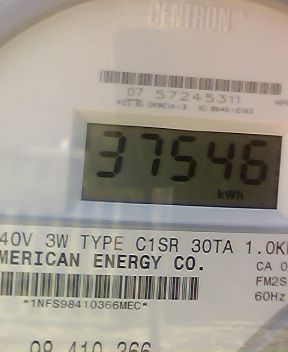 CENTRON
07 57245311
37546
kWh
40V 3W TYPE C1SR 30TA 1.0K
MERICAN ENERGY CO.
CA 0
*1NFS98410366MEC*
FM2S
60Hz
98 410 366